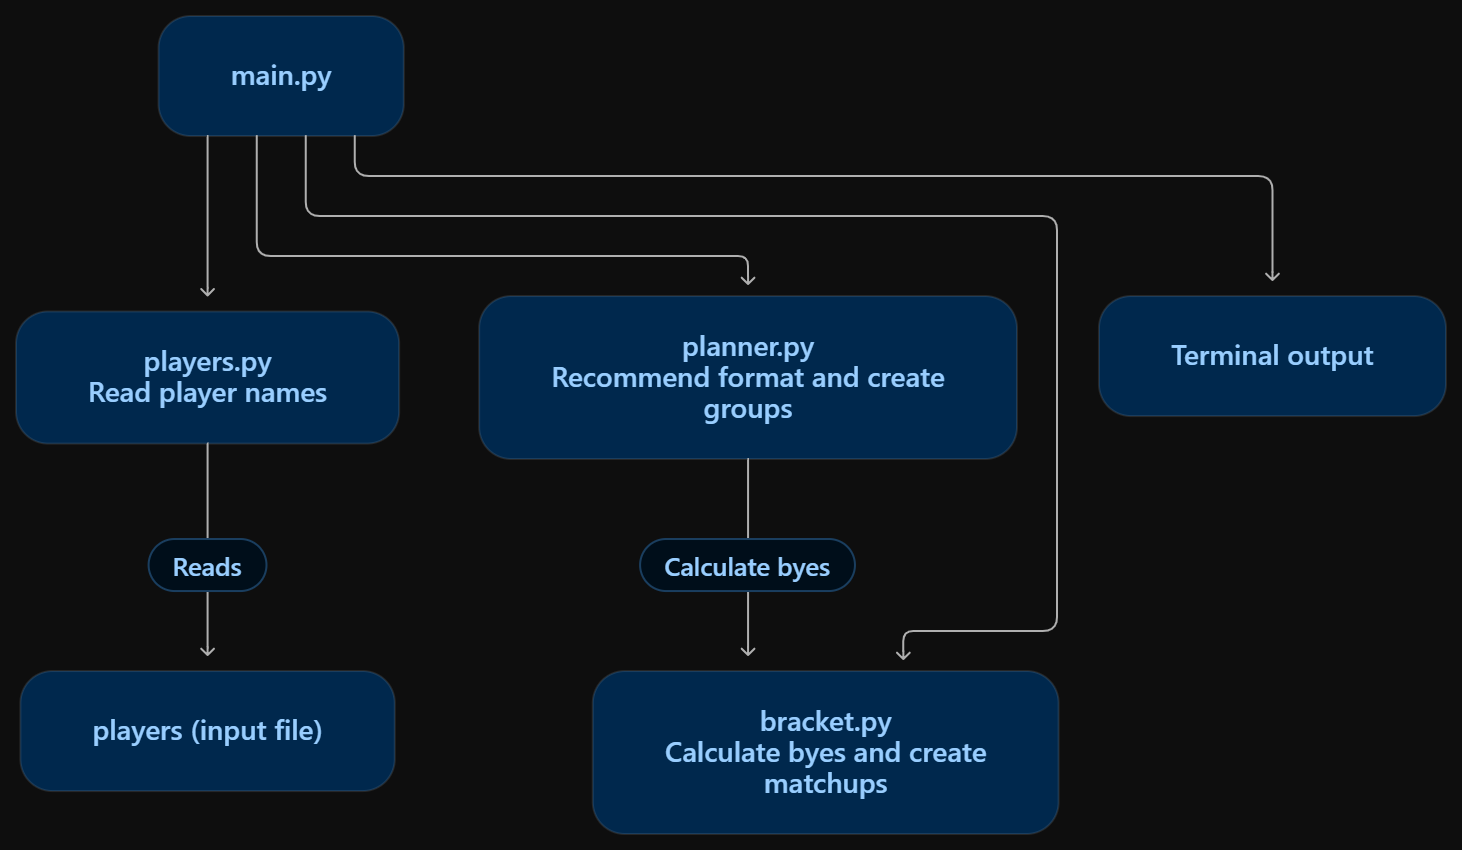 main.py
players.py
Read player names
planner.py
Recommend format and create
groups
Terminal output
Reads
Calculate byes
players (input file)
bracket.py
Calculate byes and create
matchups